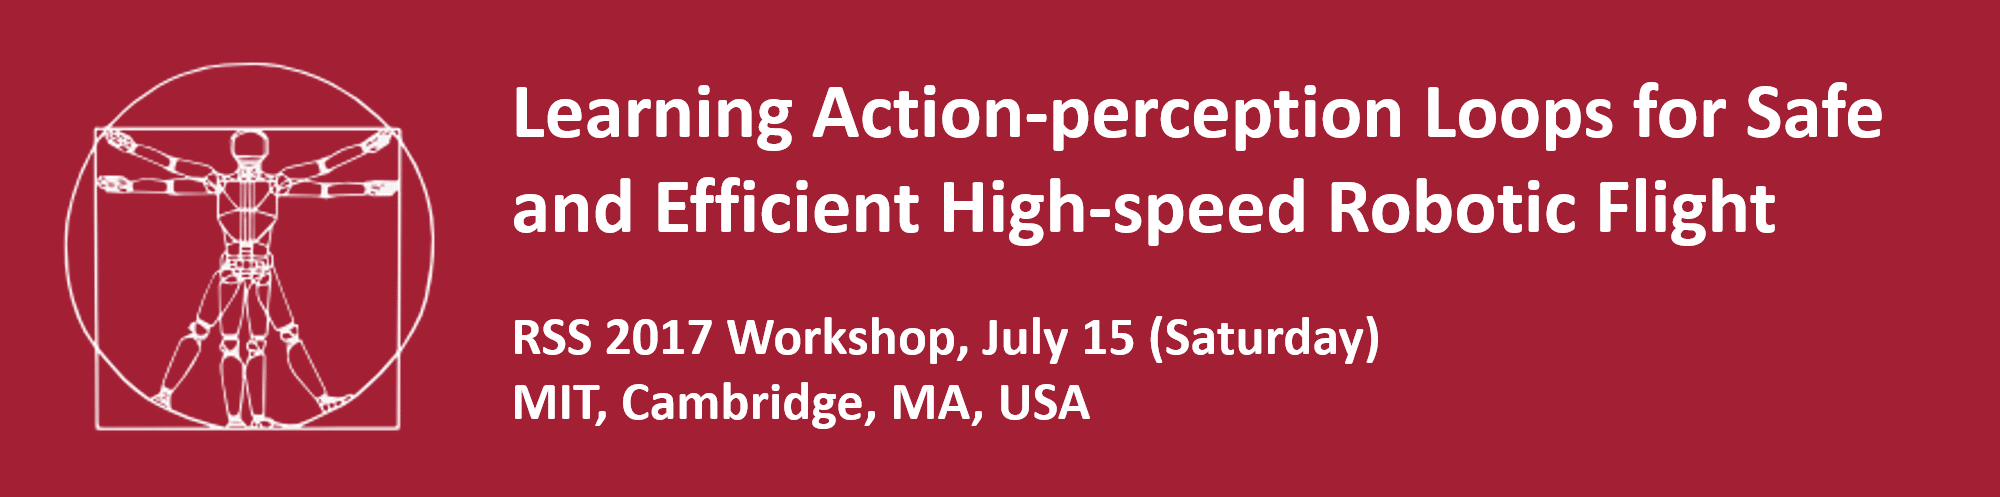 Learning Action-perception Loops for Safe
and Efficient High-speed Robotic Flight
RSS 2017 Workshop, July 15 (Saturday)
MIT, Cambridge, MA, USA